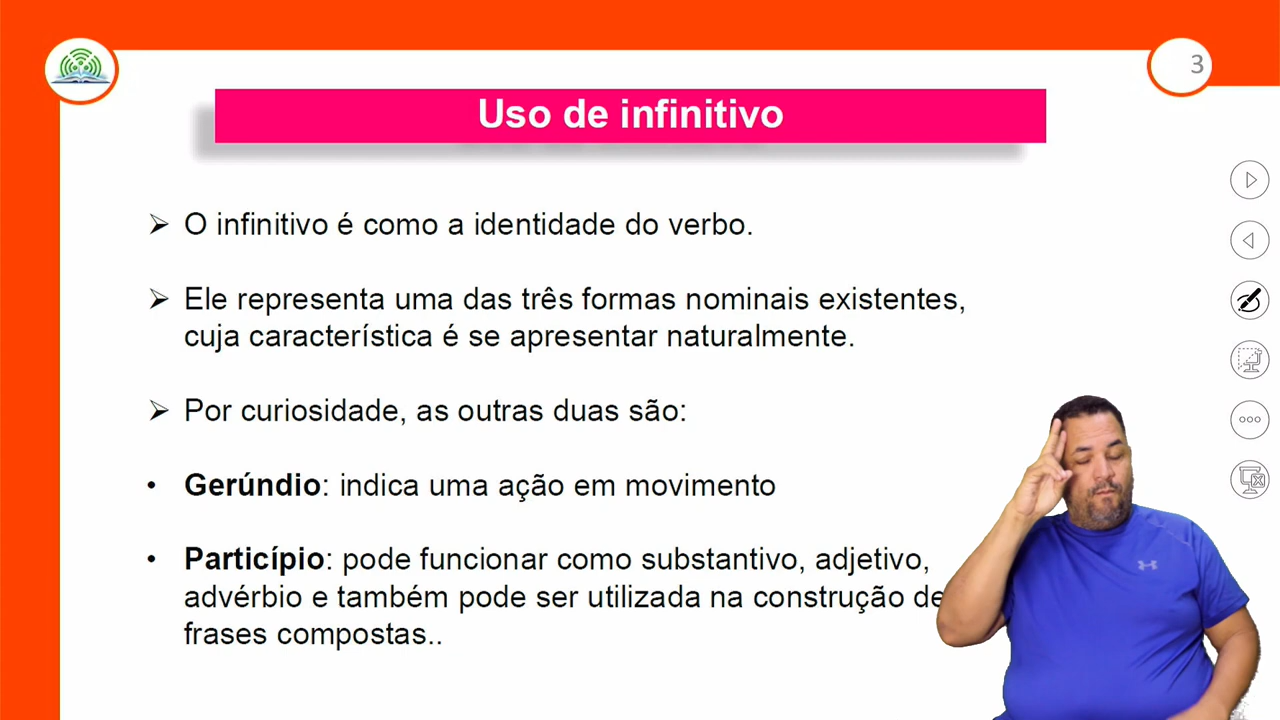 3
Uso de infinitivo
O infinitivo é como a identidade do verbo.
Ele representa uma das três formas nominais existentes,
cuja característica é se apresentar naturalmente.
Por curiosidade, as outras duas são:
• Gerúndio: indica uma ação em movimento
• Particípio: pode funcionar como substantivo, adjetivo,
advérbio e também pode ser utilizada na construção de
frases compostas..